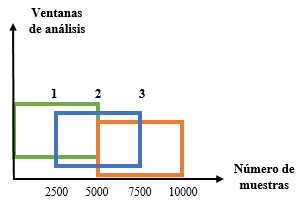 Ventanas
de análisis
1 2 3
Número de
muestras
2500 5000 7500 10000